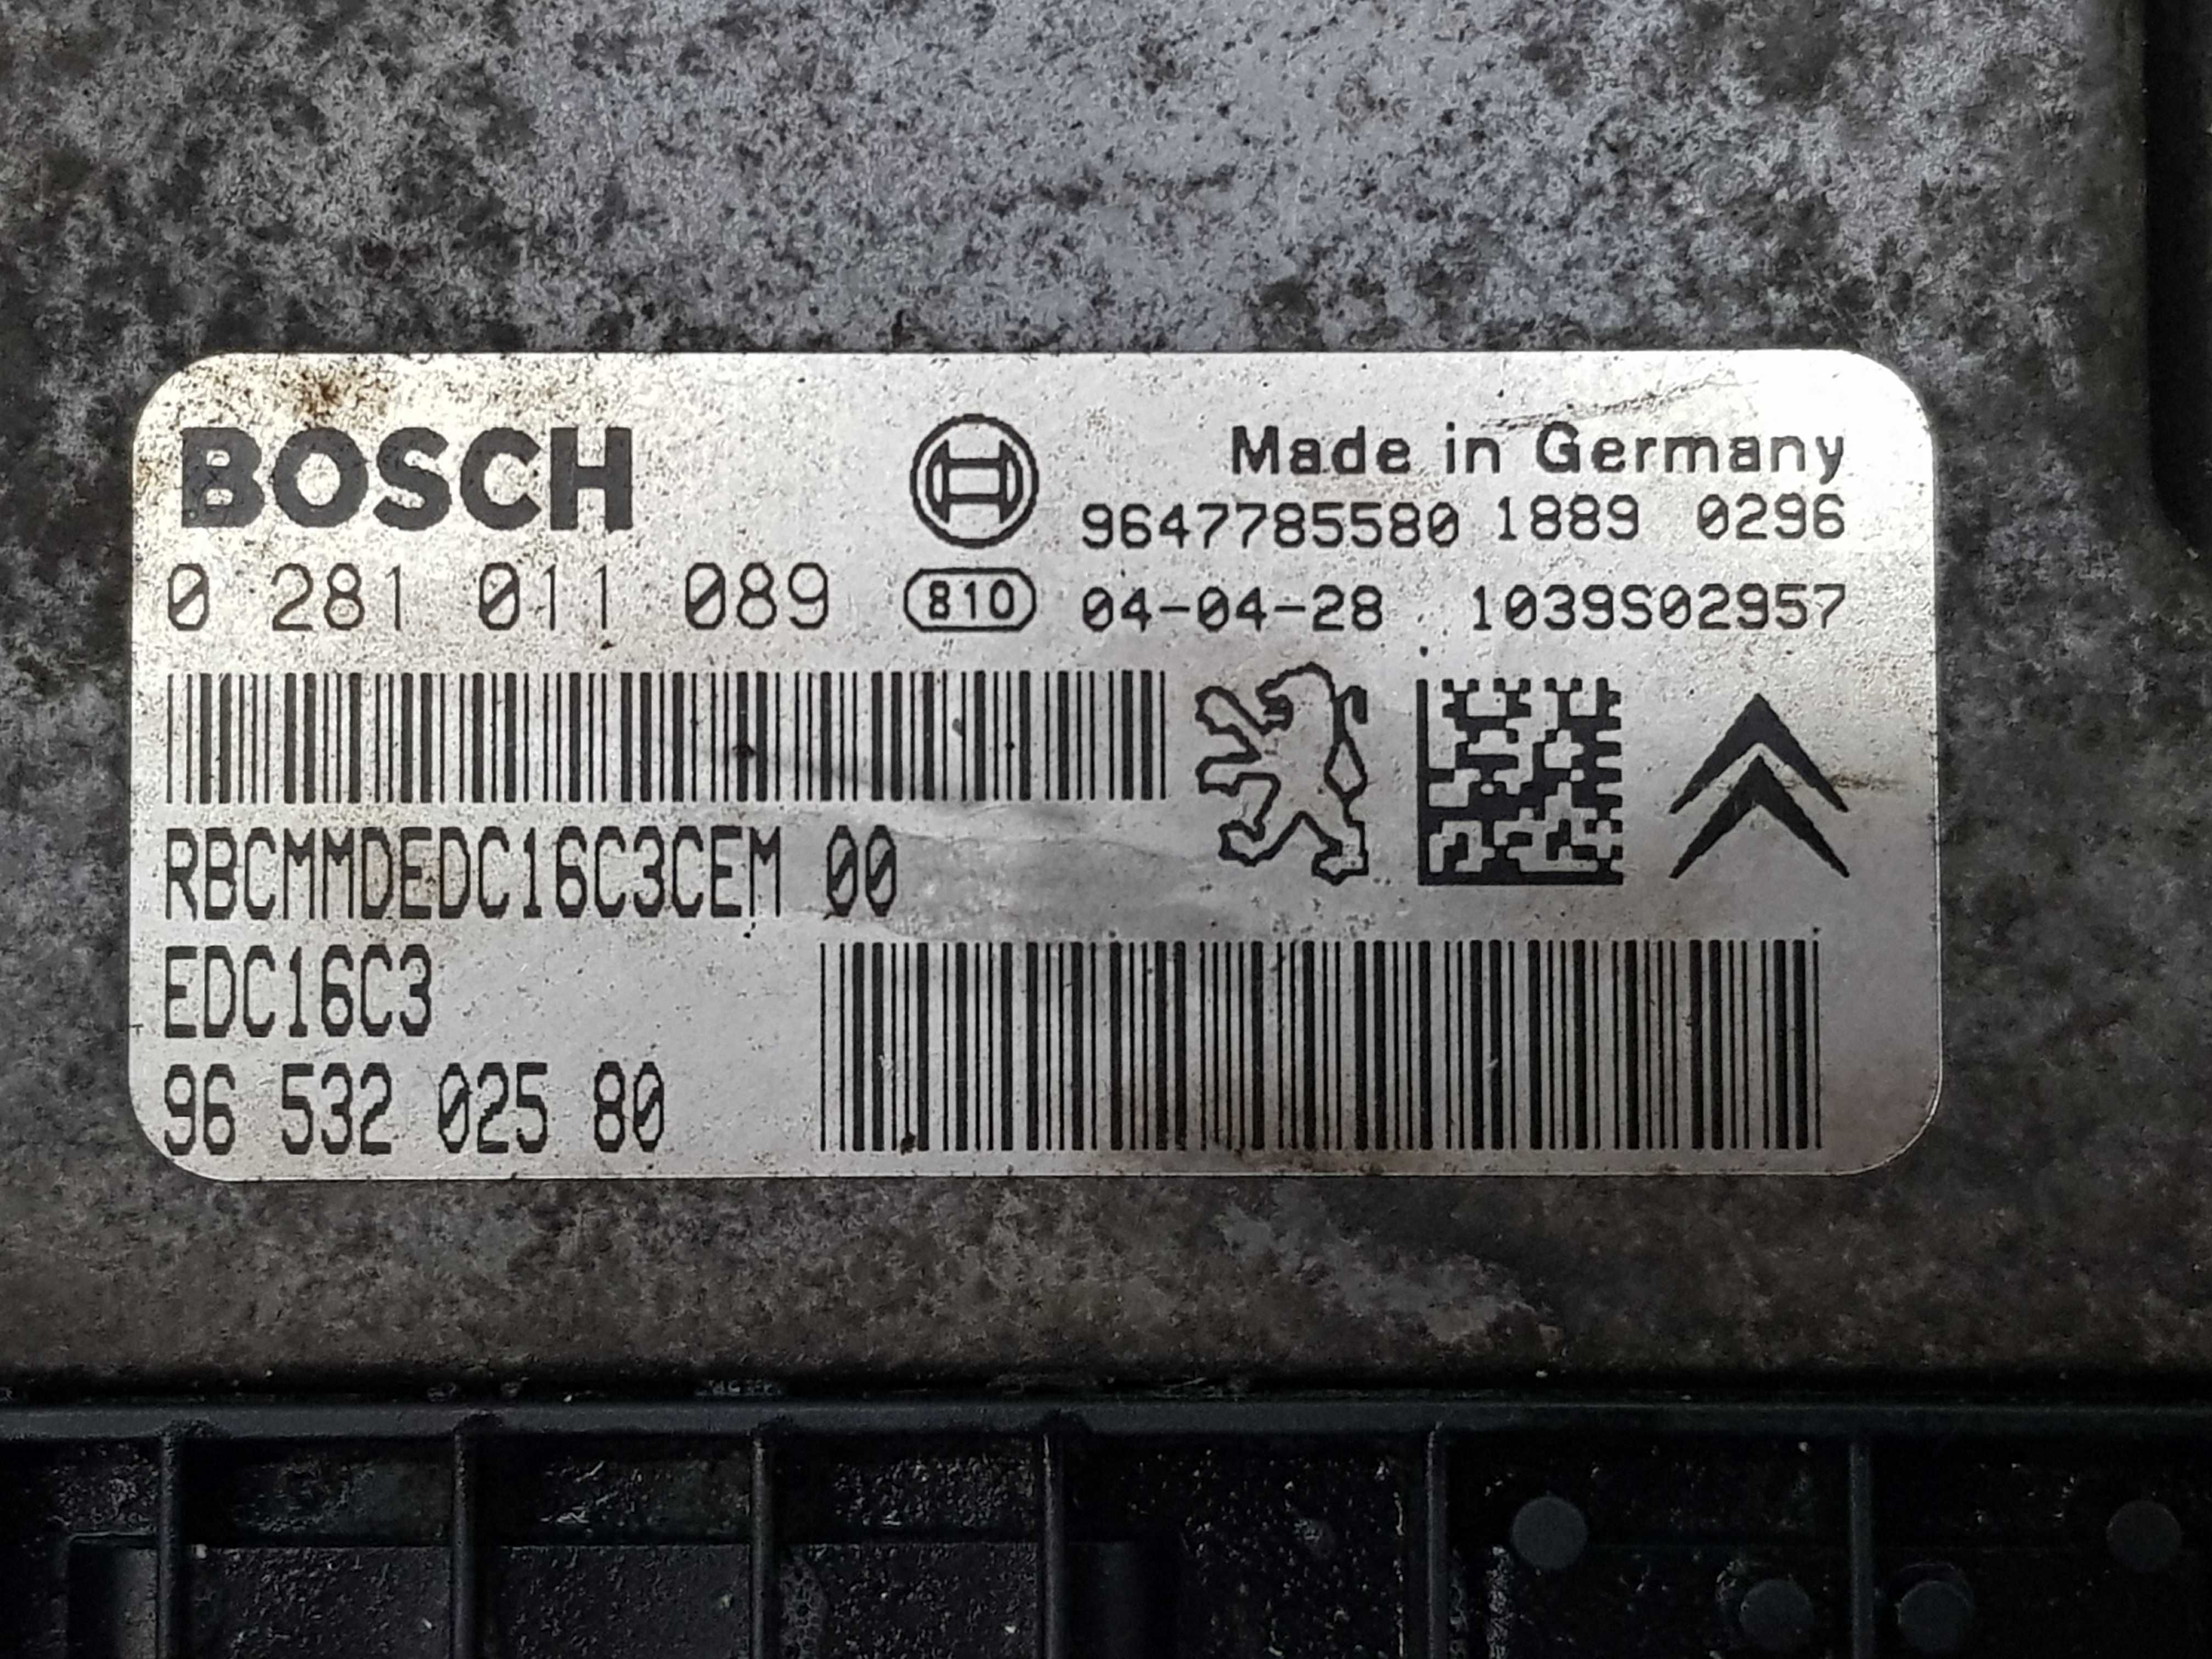 BOSCH
Made in Germany
9647785580 1889 0296
0 281 011 089
810
04-04-28 1039S02957
RBCMMDEDC16C3CEM 00
EDC16C3
96 532 025 80